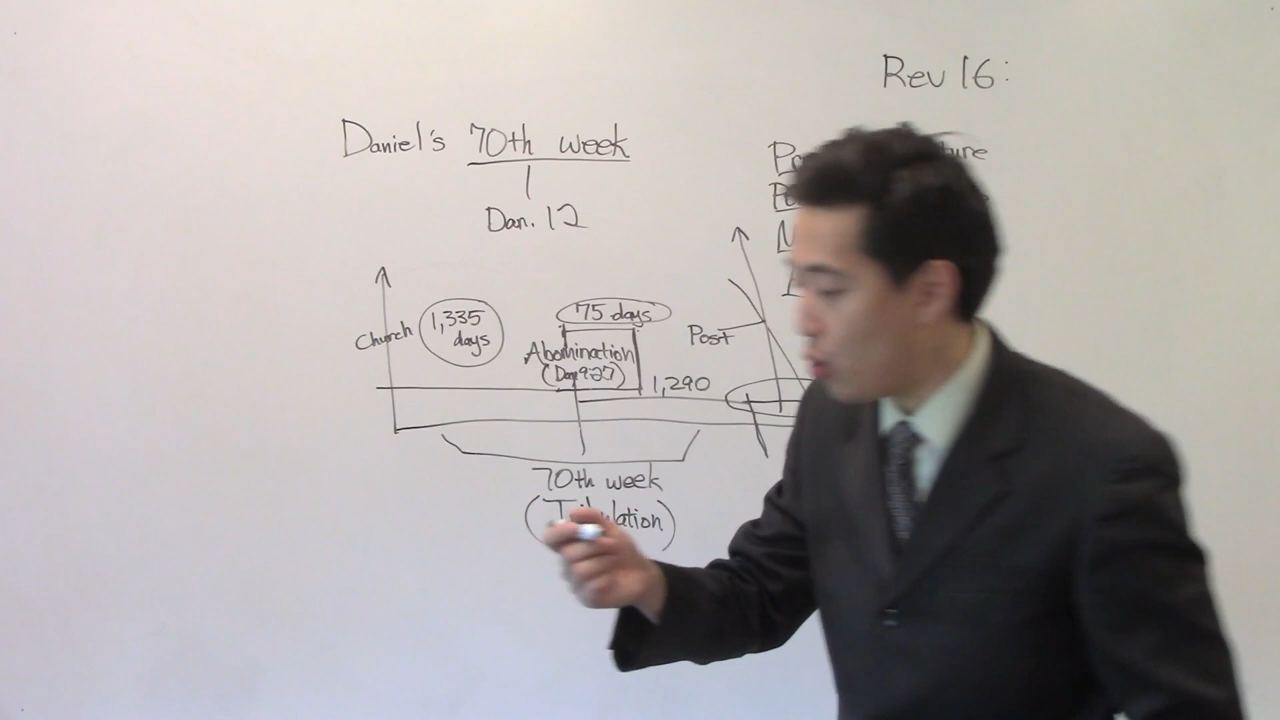 Rev 16:
Daniel's 70th week
Dan. 12
Church
1,335
days
75 days
Abomination
(Dan 9:27)
1,290
Post
70th week
(Tribulation)